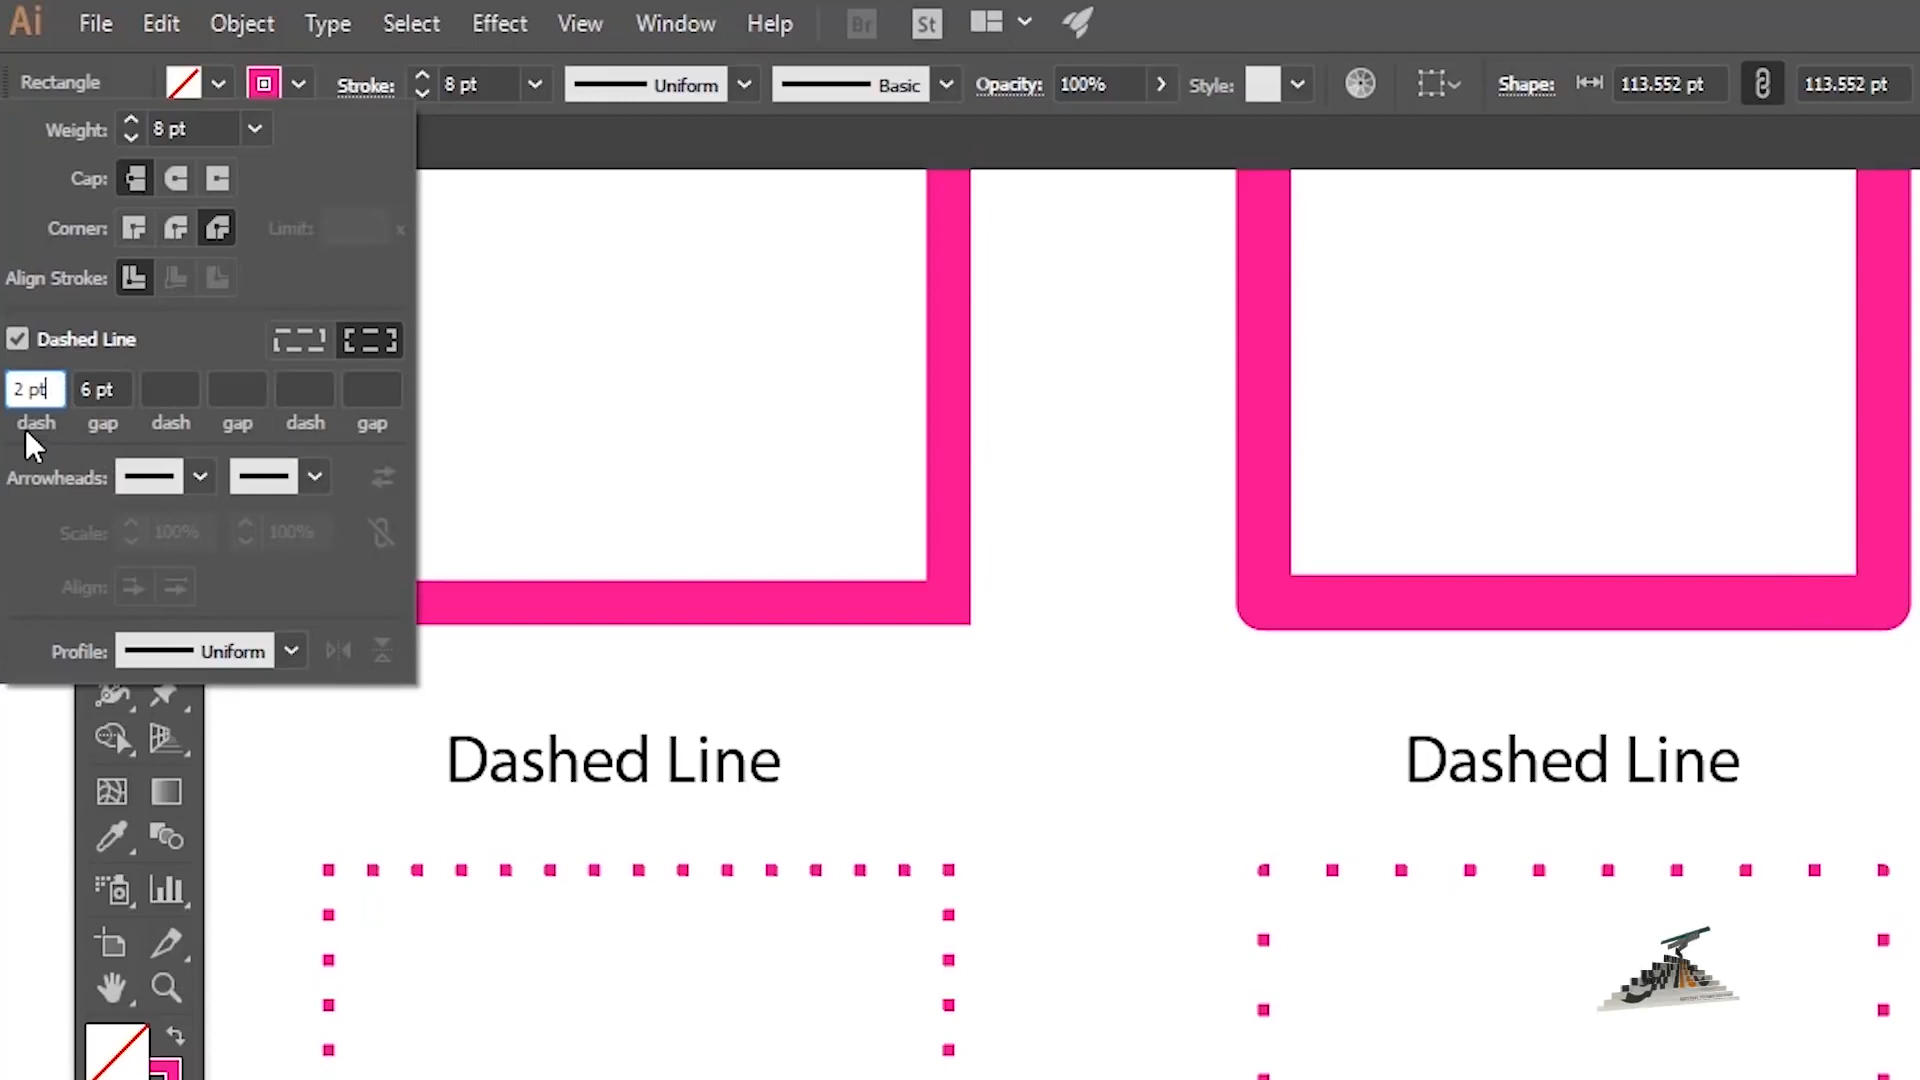 Ai File Edit Object Type Select Effect View Window Help Br St
Rectangle Stroke: 8 pt Uniform Basic Opacity: 100% Style: Shape: 113.552 pt 113.552 pt
Weight: 8 pt
Cap:
Corner: Limit: x
Align Stroke:
Dashed Line
2 pt 6 pt
dash gap dash gap dash gap
Arrowheads:
Scale: 100% 100%
Align:
Profile: Uniform
Dashed Line Dashed Line